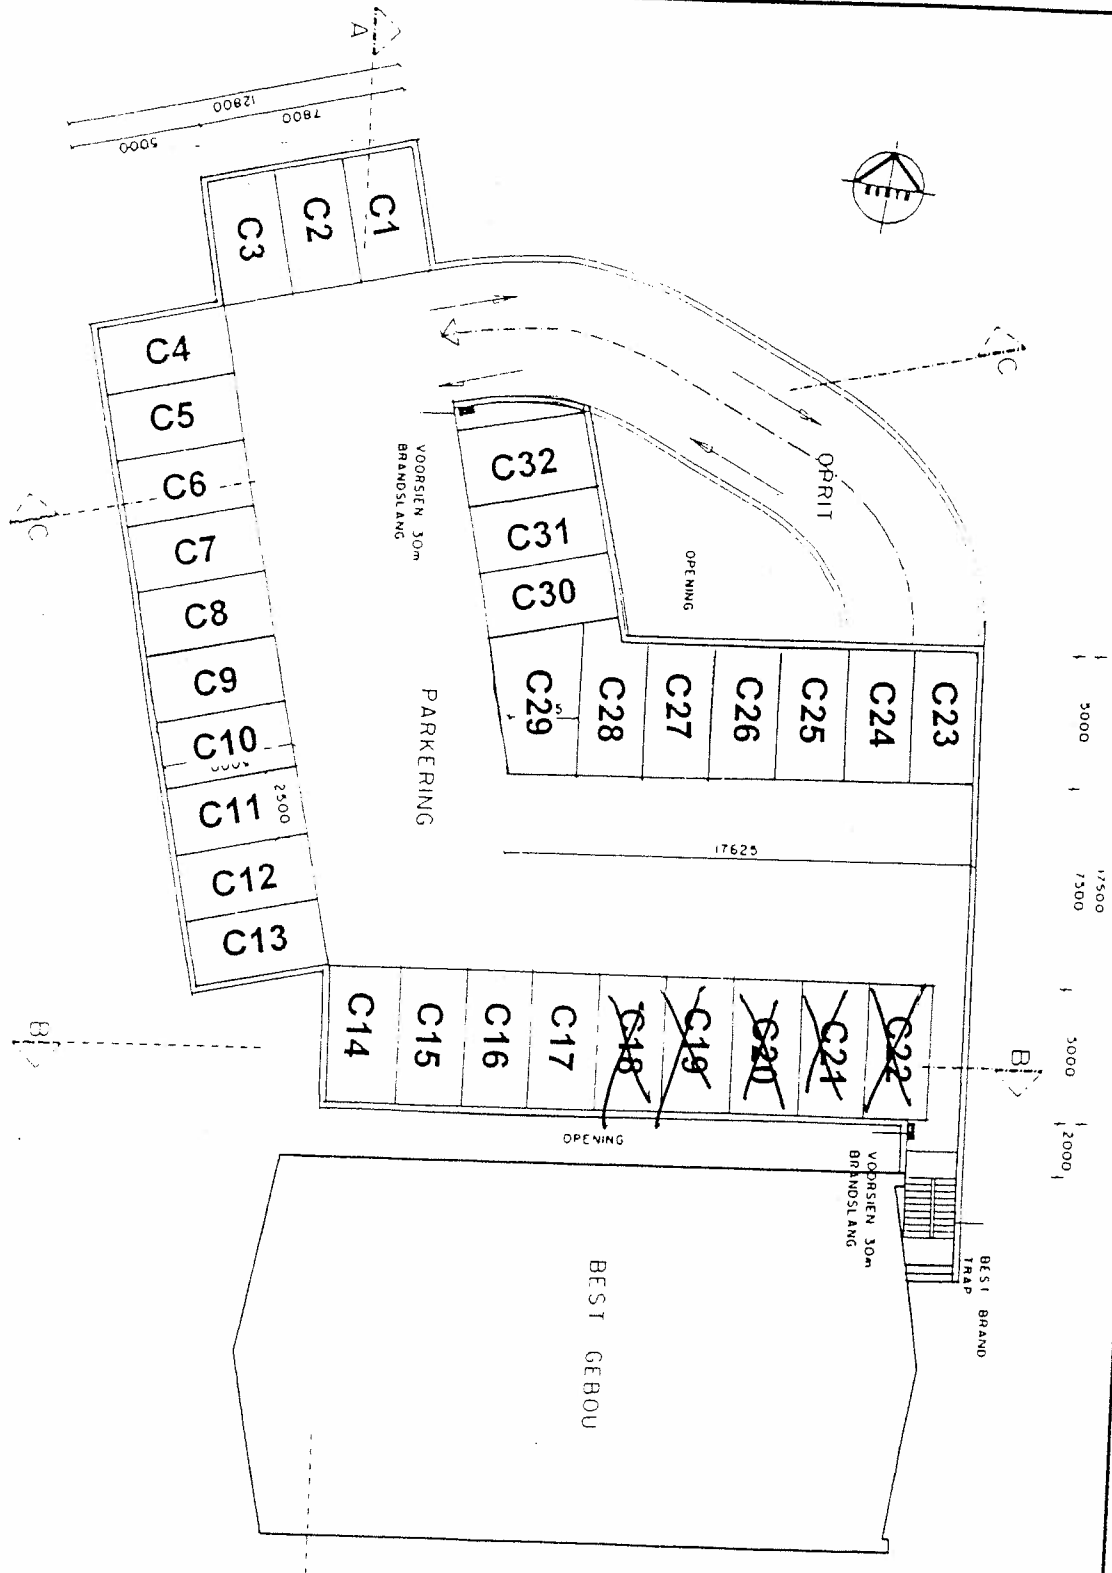 A
12800
7800
5000
C1
C2
C3
C
C4
C5
C6
C7
C8
C9
C10
C11
2500
C12
C13
C
OPRIT
OPENING
VOORSIEN 30m
BRANDSLANG
C32
C31
C30
C29
C28
C27
C26
C25
C24
C23
PARKERING
17625
5000
17500
7500
5000
2000
C14
C15
C16
C17
C18
C19
C20
C21
C22
B
B
OPENING
VOORSIEN 30m
BRANDSLANG
BEST BRAND
TRAP
BEST GEBOU